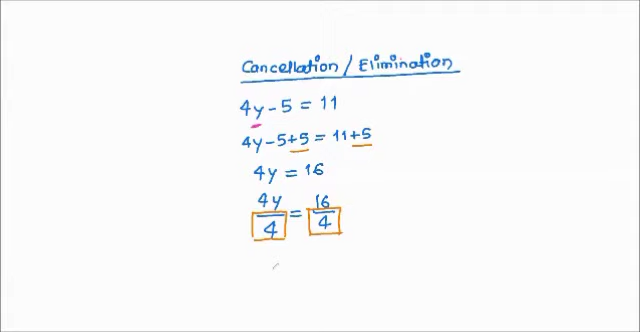 Cancellation / Elimination
4y - 5 = 11
4y - 5 + 5 = 11 + 5
4y = 16
4y/4 = 16/4